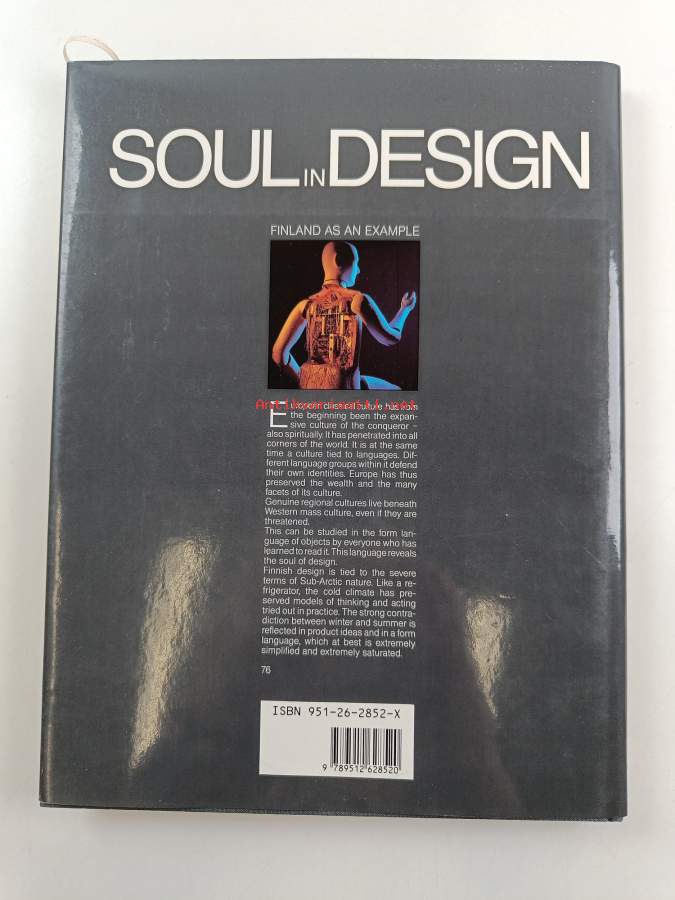 SOUL IN DESIGN
FINLAND AS AN EXAMPLE
Antikvariaatti.net
European classical culture has from
the beginning been the expan-
sive culture of the conqueror –
also spiritually. It has penetrated into all
corners of the world. It is at the same
time a culture tied to languages. Dif-
ferent language groups within it defend
their own identities. Europe has thus
preserved the wealth and the many
facets of its culture.
Genuine regional cultures live beneath
Western mass culture, even if they are
threatened.
This can be studied in the form lan-
guage of objects by everyone who has
learned to read it. This language reveals
the soul of design.
Finnish design is tied to the severe
terms of Sub-Arctic nature. Like a re-
frigerator, the cold climate has pre-
served models of thinking and acting
tried out in practice. The strong contra-
diction between winter and summer is
reflected in product ideas and in a form
language, which at best is extremely
simplified and extremely saturated.
76
ISBN 951-26-2852-X
9 789512 628520